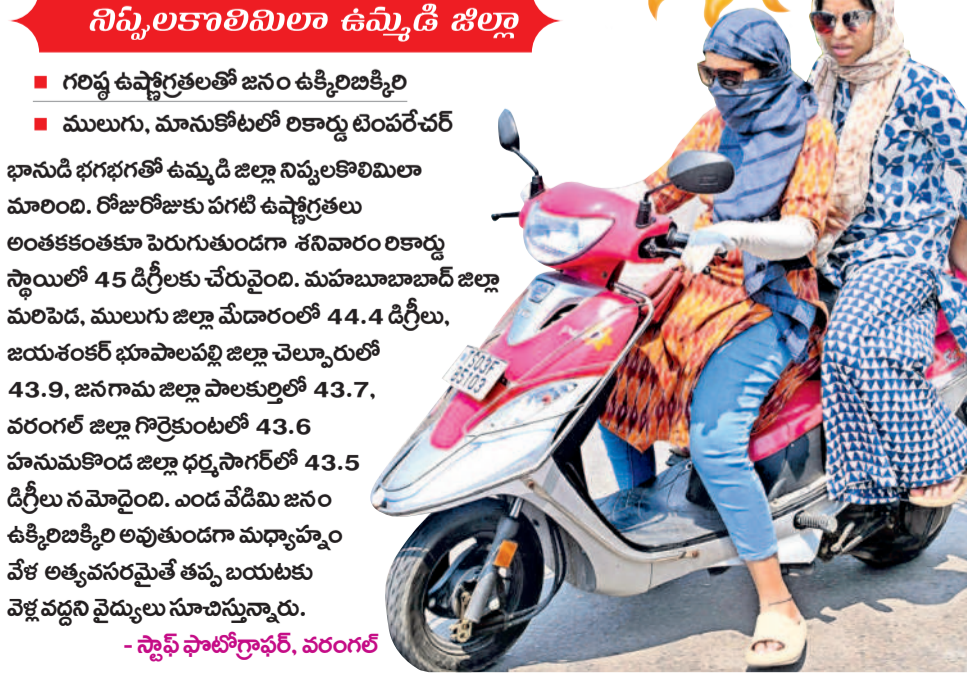 నిప్పులకొలిమిలా ఉమ్మడి జిల్లా
■ గరిష్ఠ ఉష్ణోగ్రతలతో జనం ఉక్కిరిబిక్కిరి
■ ములుగు, మానుకోటలో రికార్డు టెంపరేచర్
భానుడి భగభగతో ఉమ్మడి జిల్లా నిప్పులకొలిమిలా
మారింది. రోజురోజుకు పగటి ఉష్ణోగ్రతలు
అంతకకంతకూ పెరుగుతుండగా శనివారం రికార్డు
స్థాయిలో 45 డిగ్రీలకు చేరువైంది. మహబూబాబాద్ జిల్లా
మరిపెడ, ములుగు జిల్లా మేడారంలో 44.4 డిగ్రీలు,
జయశంకర్ భూపాలపల్లి జిల్లా చెల్పూరులో
43.9, జనగామ జిల్లా పాలకుర్తిలో 43.7,
వరంగల్ జిల్లా గొర్రెకుంటలో 43.6
హనుమకొండ జిల్లా ధర్మసాగర్‌లో 43.5
డిగ్రీలు నమోదైంది. ఎండ వేడిమి జనం
ఉక్కిరిబిక్కిరి అవుతుండగా మధ్యాహ్నం
వేళ అత్యవసరమైతే తప్ప బయటకు
వెళ్లవద్దని వైద్యులు సూచిస్తున్నారు.
- స్టాఫ్ ఫొటోగ్రాఫర్, వరంగల్